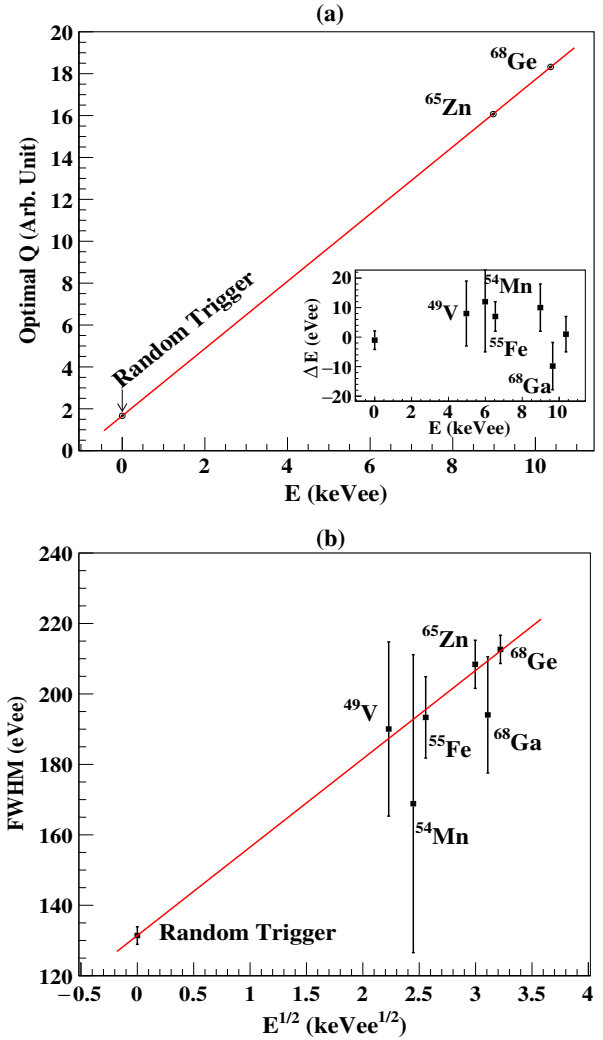 (a)
20
18
16
14
12
10
8
6
4
2
0
Optimal Q (Arb. Unit)
⁶⁸Ge
⁶⁵Zn
Random Trigger
20
10
0
−10
−20
ΔE (eVee)
⁵⁴Mn
⁴⁹V
⁵⁵Fe
⁶⁸Ga
0 2 4 6 8 10
E (keVee)
0 2 4 6 8 10
E (keVee)
(b)
240
220
200
180
160
140
120
FWHM (eVee)
⁶⁵Zn
⁶⁸Ge
⁴⁹V
⁵⁵Fe
⁶⁸Ga
⁵⁴Mn
Random Trigger
−0.5 0 0.5 1 1.5 2 2.5 3 3.5 4
E^1/2 (keVee^1/2)